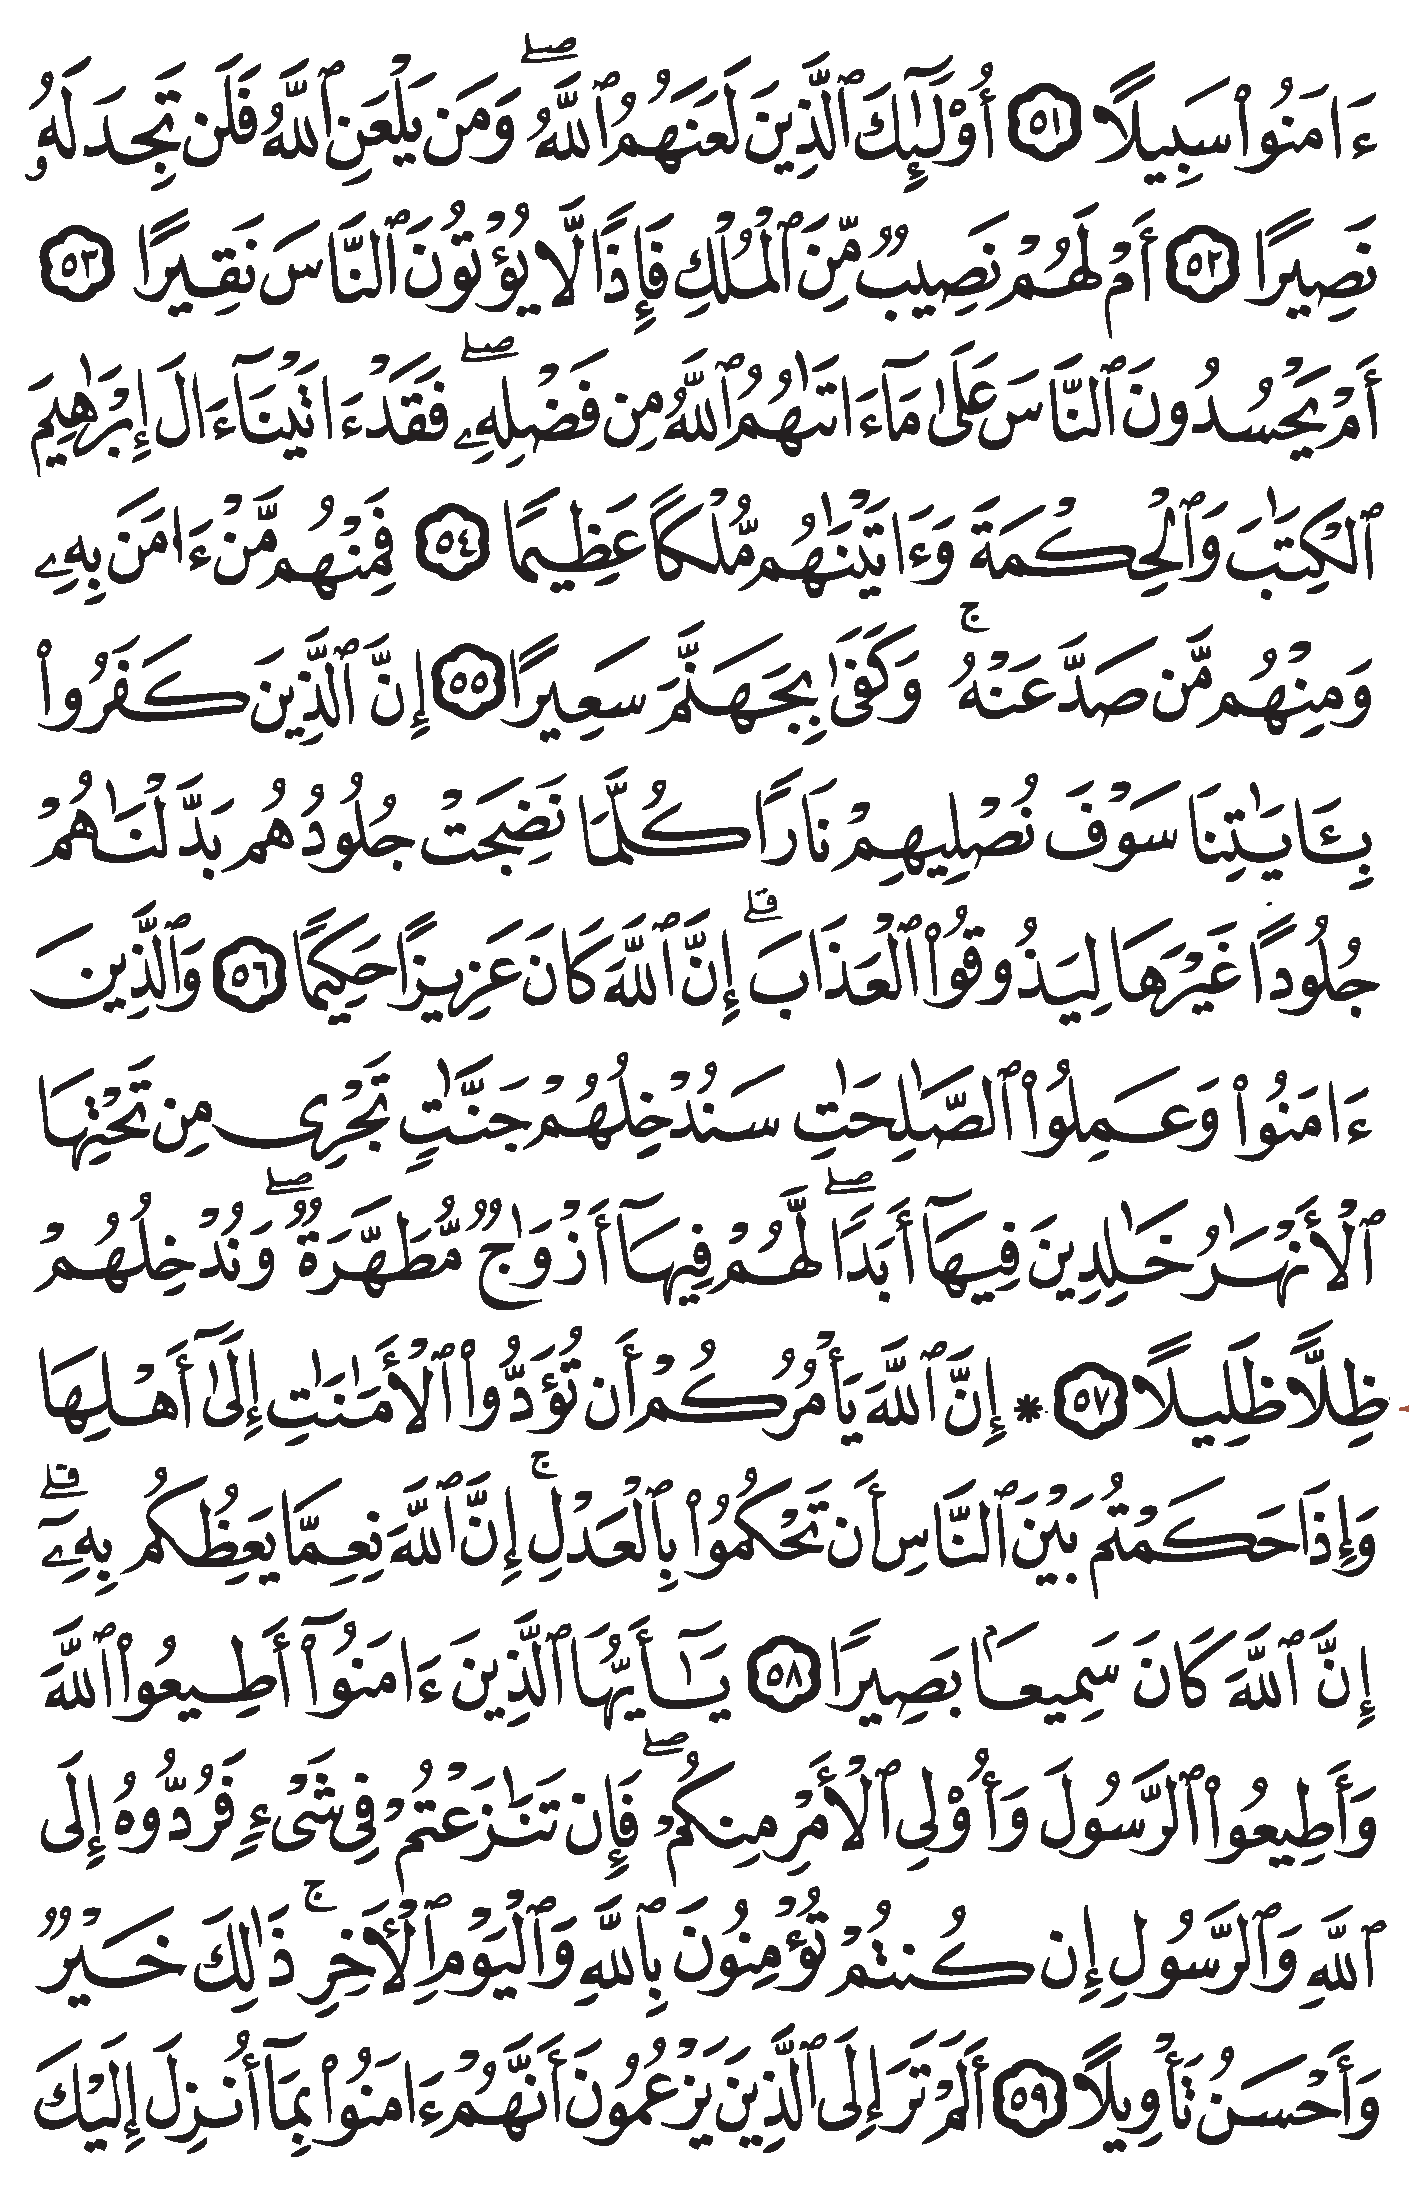 ءَامَنُوا۟ سَبِيلًا ٥١ أُو۟لَـٰٓئِكَ ٱلَّذِينَ لَعَنَهُمُ ٱللَّهُ ۖ وَمَن يَلْعَنِ ٱللَّهُ فَلَن تَجِدَ لَهُۥ
نَصِيرًا ٥٢ أَمْ لَهُمْ نَصِيبٌ مِّنَ ٱلْمُلْكِ فَإِذًا لَّا يُؤْتُونَ ٱلنَّاسَ نَقِيرًا ٥٣
أَمْ يَحْسُدُونَ ٱلنَّاسَ عَلَىٰ مَآ ءَاتَىٰهُمُ ٱللَّهُ مِن فَضْلِهِۦ ۖ فَقَدْ ءَاتَيْنَآ ءَالَ إِبْرَٰهِيمَ
ٱلْكِتَـٰبَ وَٱلْحِكْمَةَ وَءَاتَيْنَـٰهُم مُّلْكًا عَظِيمًا ٥٤ فَمِنْهُم مَّنْ ءَامَنَ بِهِۦ
وَمِنْهُم مَّن صَدَّ عَنْهُ ۚ وَكَفَىٰ بِجَهَنَّمَ سَعِيرًا ٥٥ إِنَّ ٱلَّذِينَ كَفَرُوا۟
بِـَٔايَـٰتِنَا سَوْفَ نُصْلِيهِمْ نَارًا كُلَّمَا نَضِجَتْ جُلُودُهُم بَدَّلْنَـٰهُمْ
جُلُودًا غَيْرَهَا لِيَذُوقُوا۟ ٱلْعَذَابَ ۗ إِنَّ ٱللَّهَ كَانَ عَزِيزًا حَكِيمًا ٥٦ وَٱلَّذِينَ
ءَامَنُوا۟ وَعَمِلُوا۟ ٱلصَّـٰلِحَـٰتِ سَنُدْخِلُهُمْ جَنَّـٰتٍ تَجْرِى مِن تَحْتِهَا
ٱلْأَنْهَـٰرُ خَـٰلِدِينَ فِيهَآ أَبَدًا ۖ لَّهُمْ فِيهَآ أَزْوَٰجٌ مُّطَهَّرَةٌ ۖ وَنُدْخِلُهُمْ
ظِلًّا ظَلِيلًا ٥٧ * إِنَّ ٱللَّهَ يَأْمُرُكُمْ أَن تُؤَدُّوا۟ ٱلْأَمَـٰنَـٰتِ إِلَىٰٓ أَهْلِهَا
وَإِذَا حَكَمْتُم بَيْنَ ٱلنَّاسِ أَن تَحْكُمُوا۟ بِٱلْعَدْلِ ۚ إِنَّ ٱللَّهَ نِعِمَّا يَعِظُكُم بِهِۦٓ ۗ
إِنَّ ٱللَّهَ كَانَ سَمِيعًۢا بَصِيرًا ٥٨ يَـٰٓأَيُّهَا ٱلَّذِينَ ءَامَنُوٓا۟ أَطِيعُوا۟ ٱللَّهَ
وَأَطِيعُوا۟ ٱلرَّسُولَ وَأُو۟لِى ٱلْأَمْرِ مِنكُمْ ۖ فَإِن تَنَـٰزَعْتُمْ فِى شَىْءٍ فَرُدُّوهُ إِلَى
ٱللَّهِ وَٱلرَّسُولِ إِن كُنتُمْ تُؤْمِنُونَ بِٱللَّهِ وَٱلْيَوْمِ ٱلْـَٔاخِرِ ۚ ذَٰلِكَ خَيْرٌ
وَأَحْسَنُ تَأْوِيلًا ٥٩ أَلَمْ تَرَ إِلَى ٱلَّذِينَ يَزْعُمُونَ أَنَّهُمْ ءَامَنُوا۟ بِمَآ أُنزِلَ إِلَيْكَ